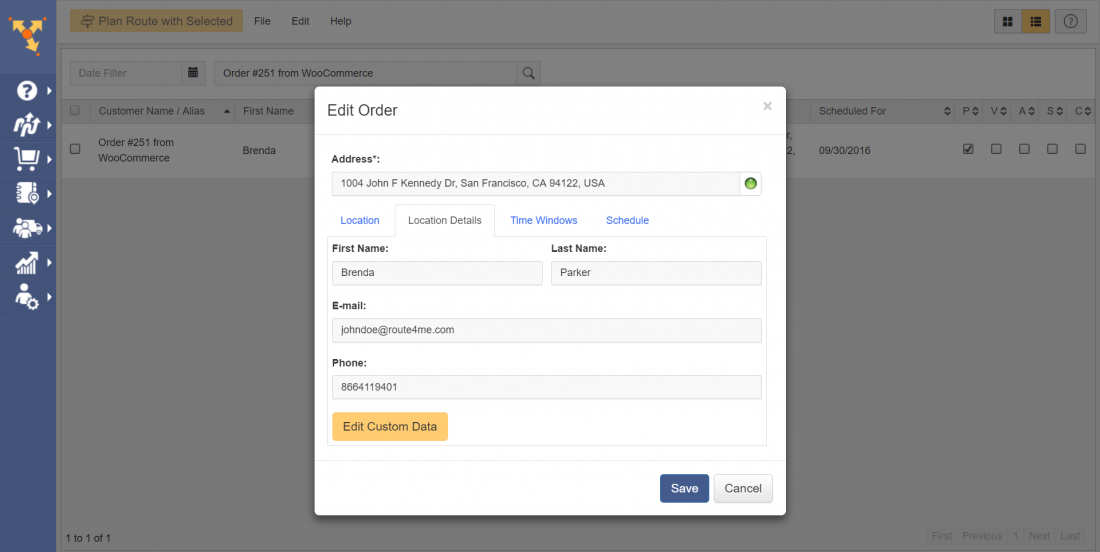 Plan Route with Selected File Edit Help
Date Filter Order #251 from WooCommerce
Customer Name / Alias First Name Scheduled For P V A S C
Order #251 from
WooCommerce
Brenda 09/30/2016
Edit Order ×
Address*:
1004 John F Kennedy Dr, San Francisco, CA 94122, USA
Location Location Details Time Windows Schedule
First Name: Last Name:
Brenda Parker
E-mail:
johndoe@route4me.com
Phone:
8664119401
Edit Custom Data
Save Cancel
1 to 1 of 1 First Previous 1 Next Last